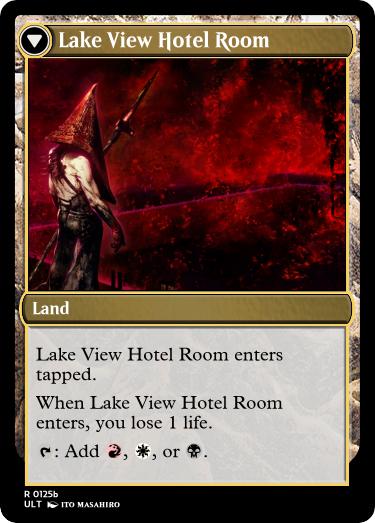 Lake View Hotel Room
Land
Lake View Hotel Room enters
tapped.
When Lake View Hotel Room
enters, you lose 1 life.
: Add , , or .
R 0125b
ULT ITO MASAHIRO